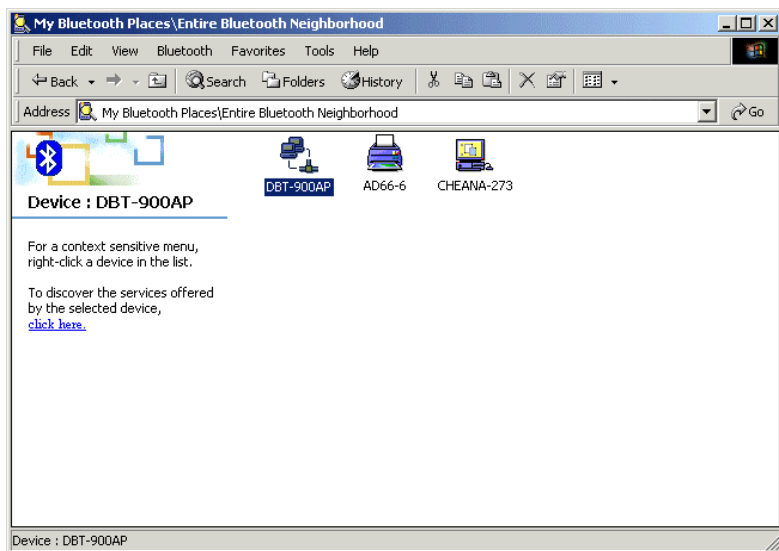 My Bluetooth Places\Entire Bluetooth Neighborhood
File Edit View Bluetooth Favorites Tools Help
Back Search Folders History
Address My Bluetooth Places\Entire Bluetooth Neighborhood Go
DBT-900AP AD66-6 CHEANA-273
Device : DBT-900AP
For a context sensitive menu,
right-click a device in the list.
To discover the services offered
by the selected device,
click here.
Device : DBT-900AP